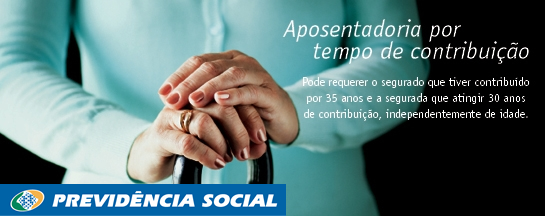 Aposentadoria por
tempo de contribuição
Pode requerer o segurado que tiver contribuido
por 35 anos e a segurada que atingir 30 anos
de contribuição, independentemente de idade.
PREVIDÊNCIA SOCIAL